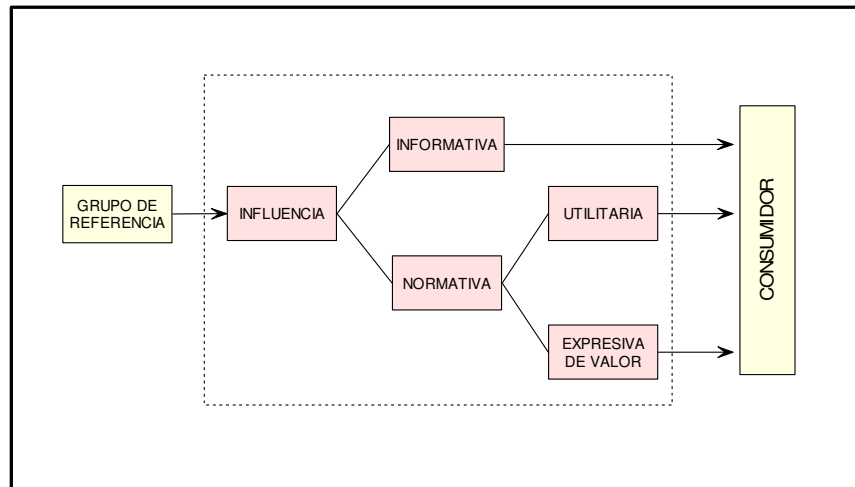 GRUPO DE
REFERENCIA
INFLUENCIA
INFORMATIVA
NORMATIVA
UTILITARIA
EXPRESIVA
DE VALOR
CONSUMIDOR